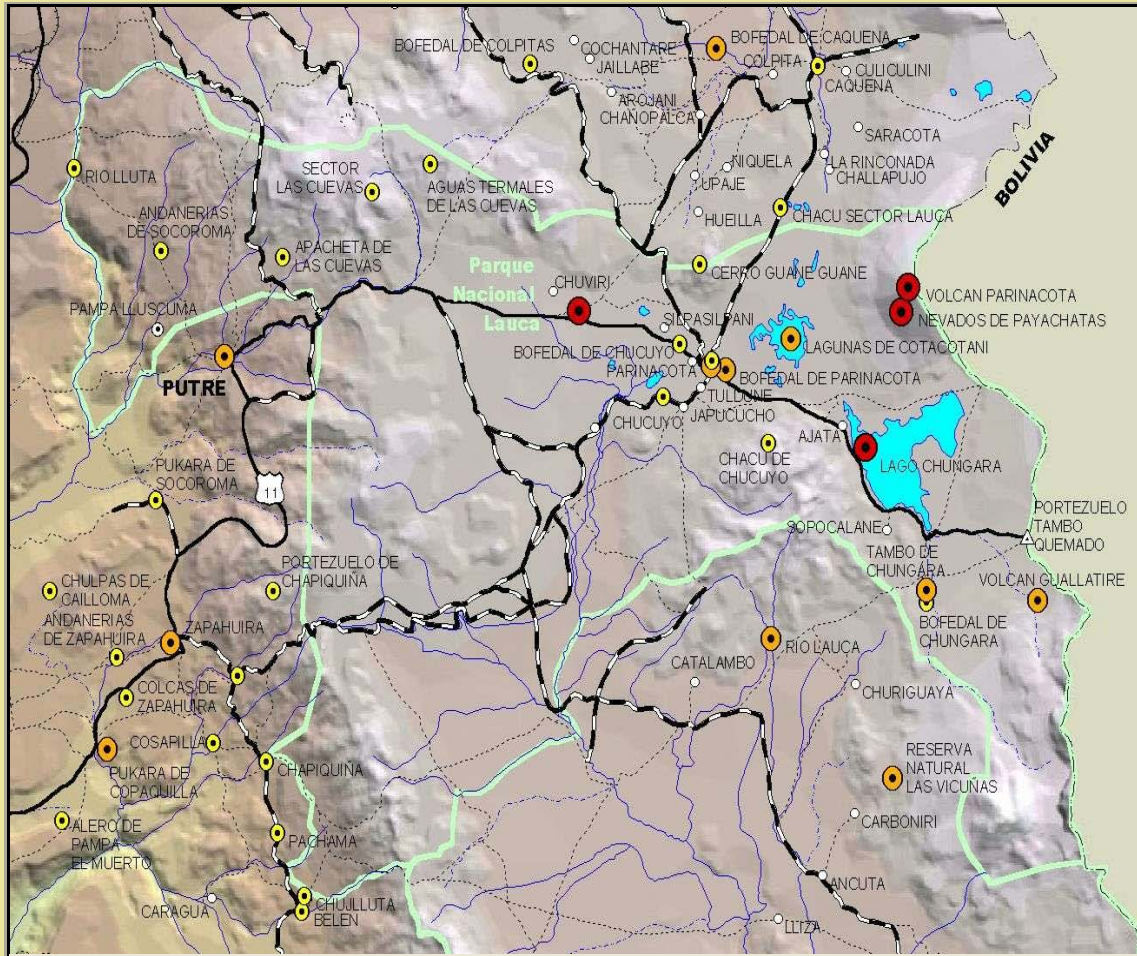 BOFEDAL DE COLPITAS
COCHANTARE
JAILLABE
BOFEDAL DE CAQUENA
COLPITA
CULICULINI
CAQUENA
AROJANI
CHAÑOPALCA
SARACOTA
RIO LLUTA
SECTOR
LAS CUEVAS
AGUAS TERMALES
DE LAS CUEVAS
ÑIQUELA
UPAJE
LA RINCONADA
CHALLAPUJO
BOLIVIA
ANDANERIAS
DE SOCOROMA
HUEILLA
CHACU SECTOR LAUCA
APACHETA DE
LAS CUEVAS
Parque
Nacional
Lauca
CERRO GUANE GUANE
CHUVIRI
VOLCAN PARINACOTA
NEVADOS DE PAYACHATAS
PAMPA LLUSCUMA
SILPASILPANI
LAGUNAS DE COTACOTANI
BOFEDAL DE CHUCUYO
PARINACOTA
BOFEDAL DE PARINACOTA
PUTRE
TULDUNE
JAPUCUCHO
CHUCUYO
AJATA
CHACU DE
CHUCUYO
LAGO CHUNGARA
PUKARA DE
SOCOROMA
11
SOPOCALANE
PORTEZUELO
TAMBO
QUEMADO
PORTEZUELO DE
CHAPIQUIÑA
TAMBO DE
CHUNGARA
VOLCAN GUALLATIRE
CHULPAS DE
CAILLOMA
BOFEDAL DE
CHUNGARA
ANDANERIAS
DE ZAPAHUIRA
ZAPAHUIRA
RIO LAUCA
CATALAMBO
CHURIGUAYA
COLCAS DE
ZAPAHUIRA
COSAPILLA
PUKARA DE
COPAQUILLA
CHAPIQUIÑA
RESERVA
NATURAL
LAS VICUÑAS
ALERO DE
PAMPA
EL MUERTO
PACHAMA
CARBONIRI
ANCUTA
CARAGUA
CHUJLLUTA
BELEN
LLIZA